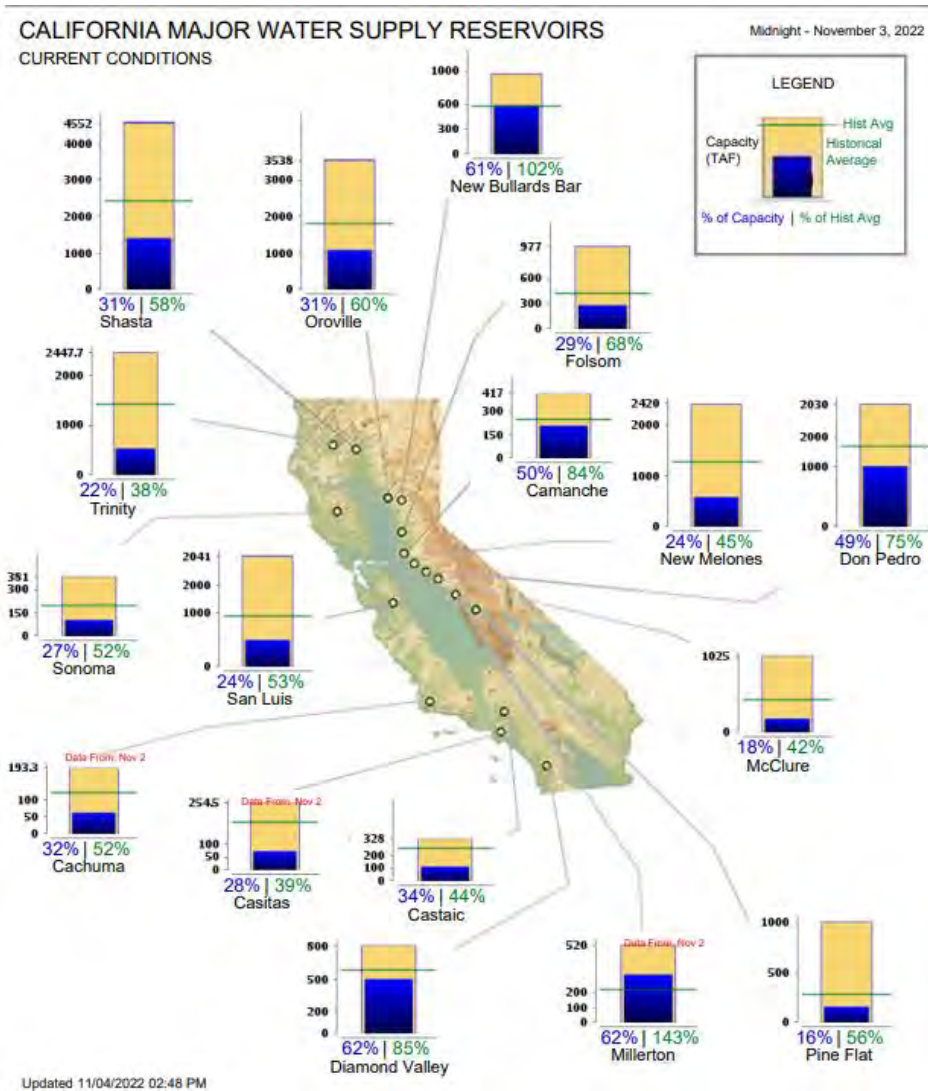 CALIFORNIA MAJOR WATER SUPPLY RESERVOIRS
Midnight - November 3, 2022
CURRENT CONDITIONS
LEGEND
Hist Avg
Capacity
(TAF)
Historical
Average
% of Capacity | % of Hist Avg
1000
600
300
0
61% | 102%
New Bullards Bar
4552
4000
3000
2000
1000
0
31% | 58%
Shasta
3538
3000
2000
1000
0
31% | 60%
Oroville
977
600
300
0
29% | 68%
Folsom
2447.7
2000
1000
0
22% | 38%
Trinity
417
300
150
0
50% | 84%
Camanche
2420
2000
1000
0
24% | 45%
New Melones
2030
2000
1000
0
49% | 75%
Don Pedro
300
150
0
27% | 52%
Sonoma
2041
2000
1000
0
24% | 53%
San Luis
1025
0
18% | 42%
McClure
Data From: Nov 2
193.3
100
50
0
32% | 52%
Cachuma
Data From: Nov 2
254.5
100
50
0
28% | 39%
Casitas
328
200
100
0
34% | 44%
Castaic
800
500
200
0
62% | 85%
Diamond Valley
Data From: Nov 2
520
200
100
0
62% | 143%
Millerton
1000
500
0
16% | 56%
Pine Flat
Updated 11/04/2022 02:48 PM